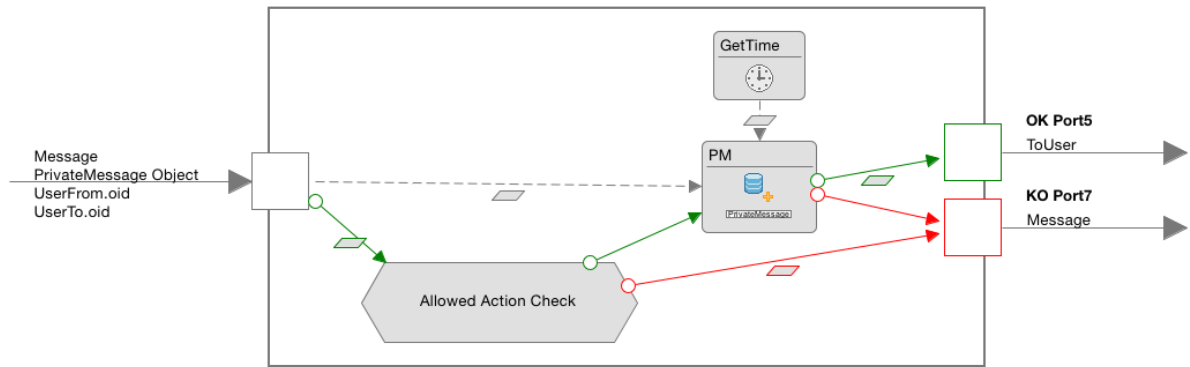 GetTime
OK Port5
ToUser
Message
PrivateMessage Object
UserFrom.oid
UserTo.oid
PM
PrivateMessage
KO Port7
Message
Allowed Action Check